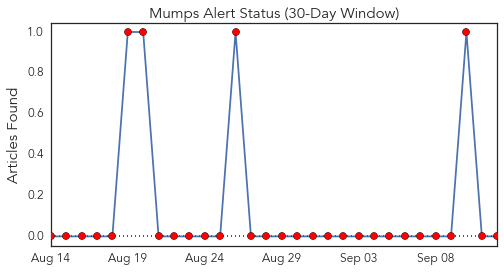 Mumps Alert Status (30-Day Window)
Articles Found
1.0
0.8
0.6
0.4
0.2
0.0
Aug 14 Aug 19 Aug 24 Aug 29 Sep 03 Sep 08